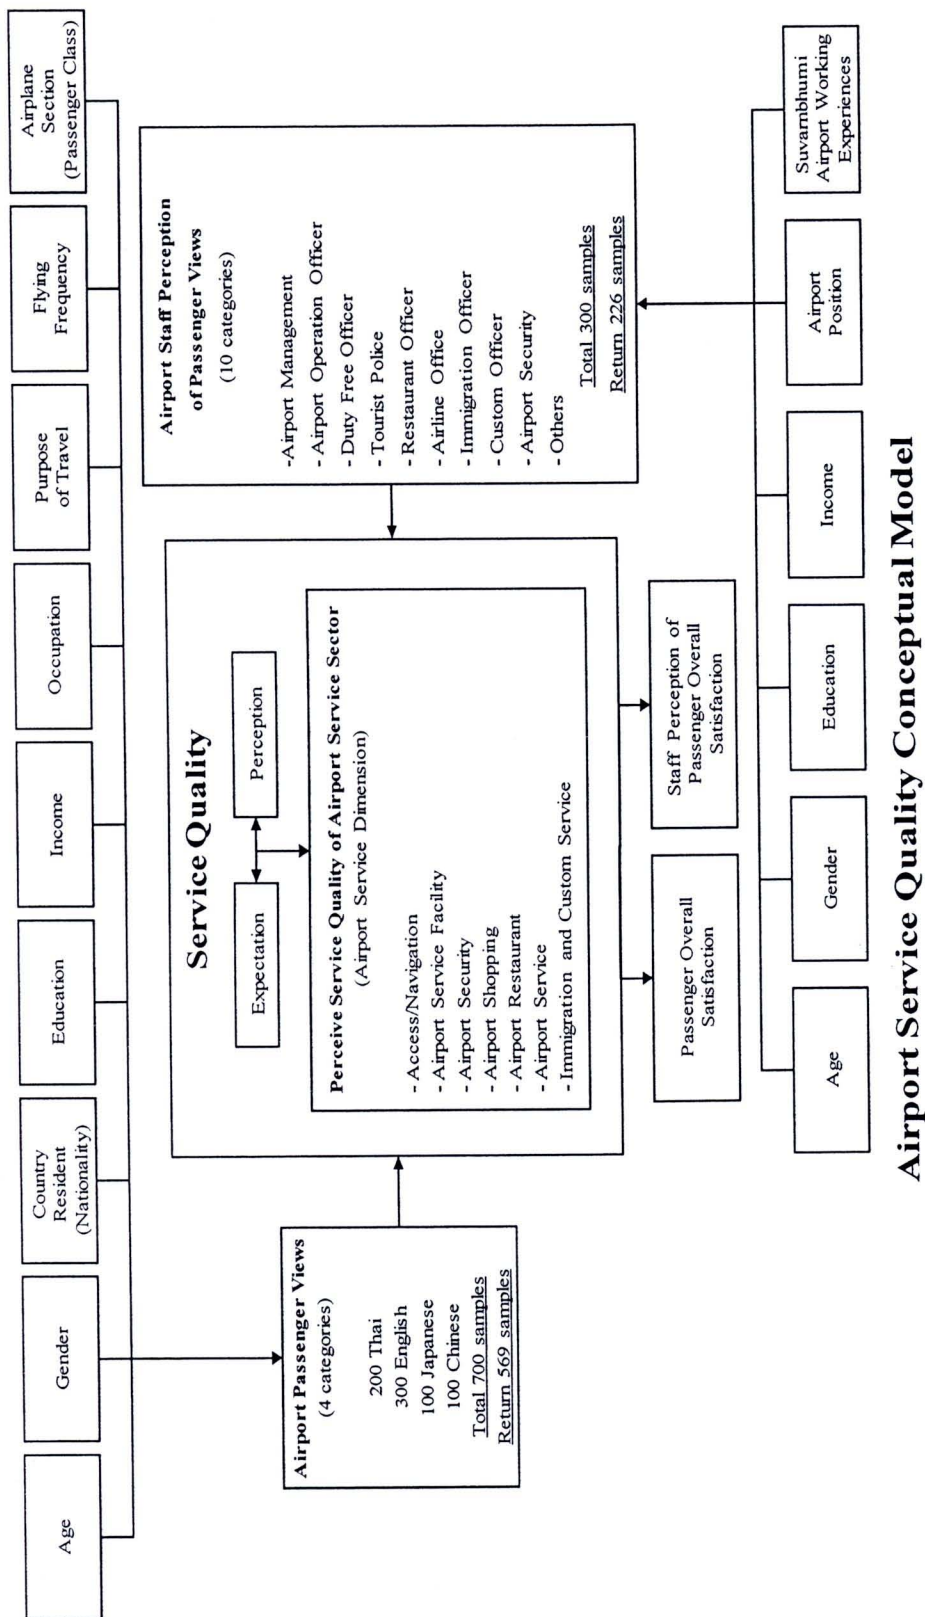 Age
Gender
Country
Resident
(Nationality)
Education
Income
Occupation
Purpose
of Travel
Flying
Frequency
Airplane
Section
(Passenger Class)
Airport Passenger Views
(4 categories)
200 Thai
300 English
100 Japanese
100 Chinese
Total 700 samples
Return 569 samples
Service Quality
Expectation
Perception
Perceive Service Quality of Airport Service Sector
(Airport Service Dimension)
- Access/Navigation
- Airport Service Facility
- Airport Security
- Airport Shopping
- Airport Restaurant
- Airport Service
- Immigration and Custom Service
Airport Staff Perception
of Passenger Views
(10 categories)
-Airport Management
- Airport Operation Officer
- Duty Free Officer
- Tourist Police
- Restaurant Officer
- Airline Office
- Immigration Officer
- Custom Officer
- Airport Security
- Others
Total 300 samples
Return 226 samples
Passenger Overall
Satisfaction
Staff Perception of
Passenger Overall
Satisfaction
Age
Gender
Education
Income
Airport
Position
Suvarnbhumi
Airport Working
Experiences
Airport Service Quality Conceptual Model